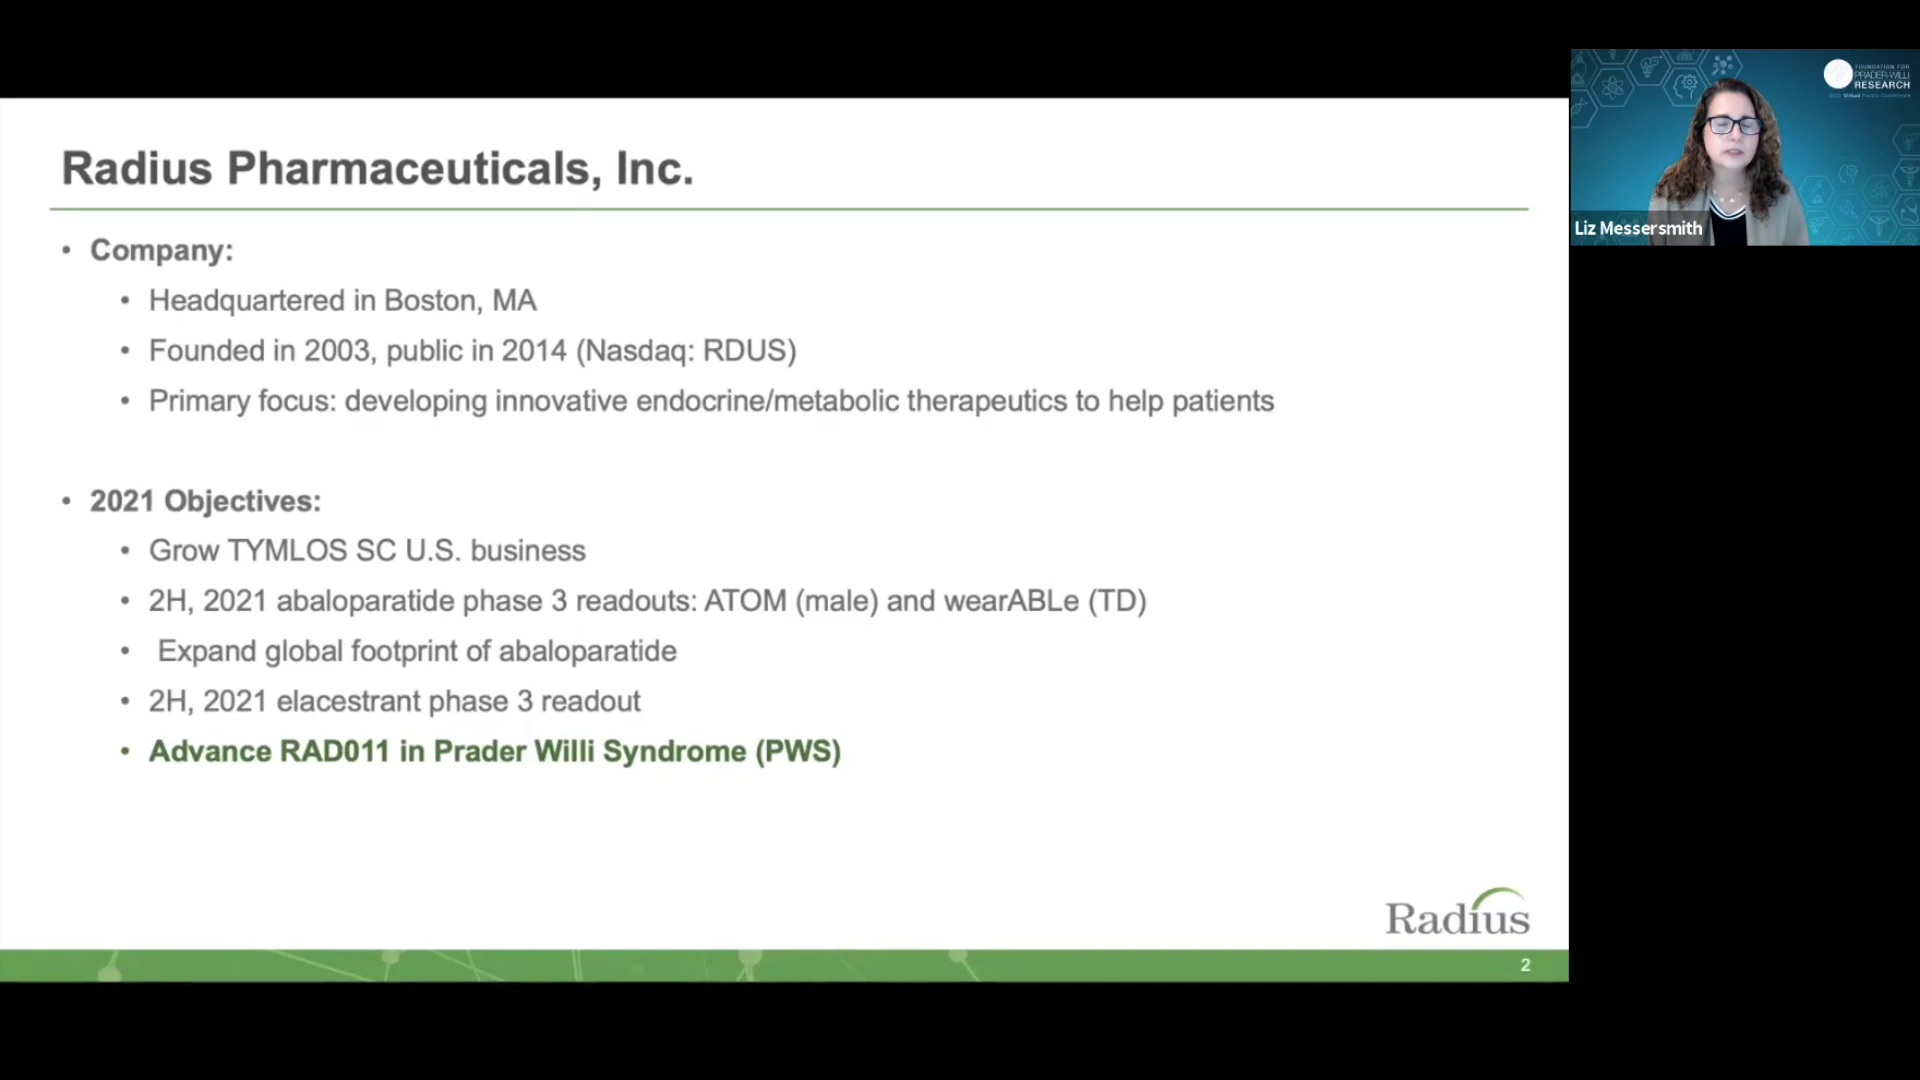 Radius Pharmaceuticals, Inc.
• Company:
• Headquartered in Boston, MA
• Founded in 2003, public in 2014 (Nasdaq: RDUS)
• Primary focus: developing innovative endocrine/metabolic therapeutics to help patients
• 2021 Objectives:
• Grow TYMLOS SC U.S. business
• 2H, 2021 abaloparatide phase 3 readouts: ATOM (male) and wearABLe (TD)
• Expand global footprint of abaloparatide
• 2H, 2021 elacestrant phase 3 readout
• Advance RAD011 in Prader Willi Syndrome (PWS)
Radius
2
FOUNDATION FOR
PRADER-WILLI
RESEARCH
Liz Messersmith